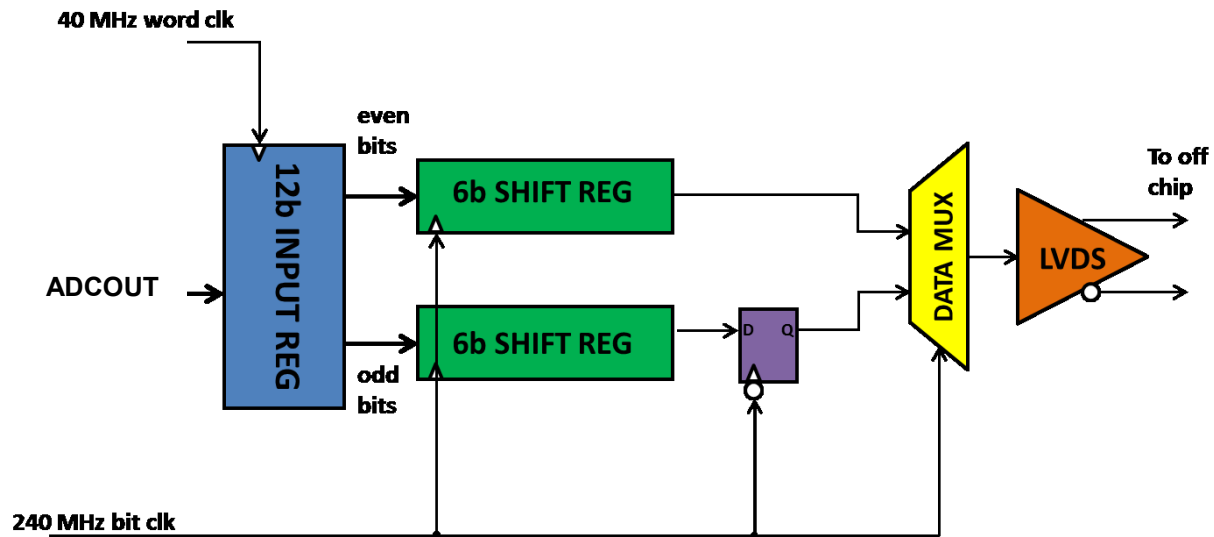 40 MHz word clk
even
bits
To off
chip
12b INPUT REG
6b SHIFT REG
DATA MUX
LVDS
ADCOUT
6b SHIFT REG
D Q
odd
bits
240 MHz bit clk